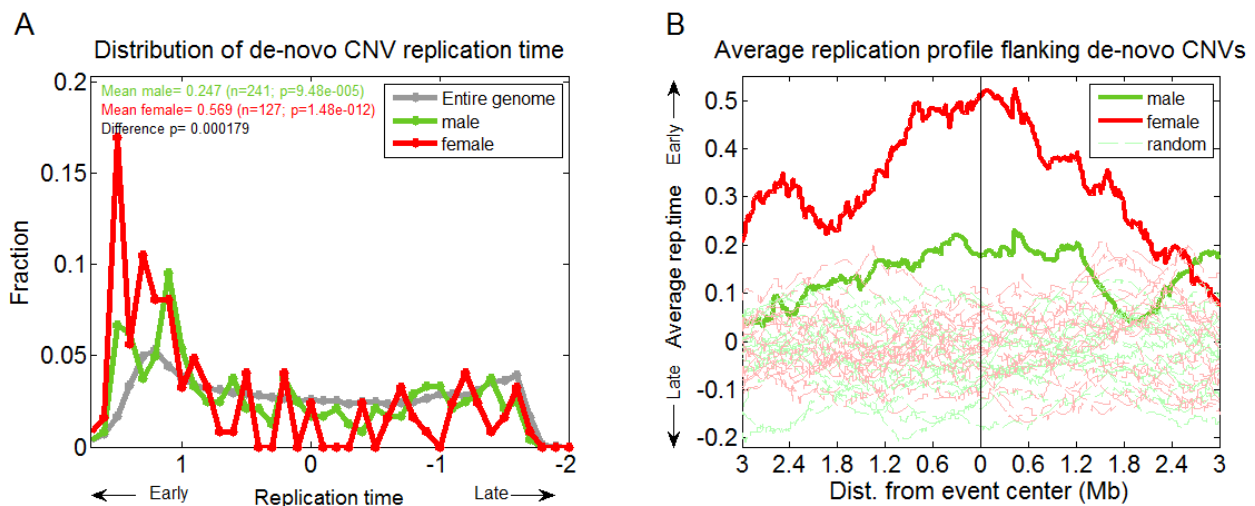 A
Distribution of de-novo CNV replication time
Mean male= 0.247 (n=241; p=9.48e-005)
Mean female= 0.569 (n=127; p=1.48e-012)
Difference p= 0.000179
Entire genome
male
female
0.2
0.15
0.1
0.05
0
Fraction
1
0
-1
-2
Early
Replication time
Late
B
Average replication profile flanking de-novo CNVs
male
female
random
Early
Average rep.time
Late
0.5
0.4
0.3
0.2
0.1
0
-0.1
-0.2
3 2.4 1.8 1.2 0.6 0 0.6 1.2 1.8 2.4 3
Dist. from event center (Mb)